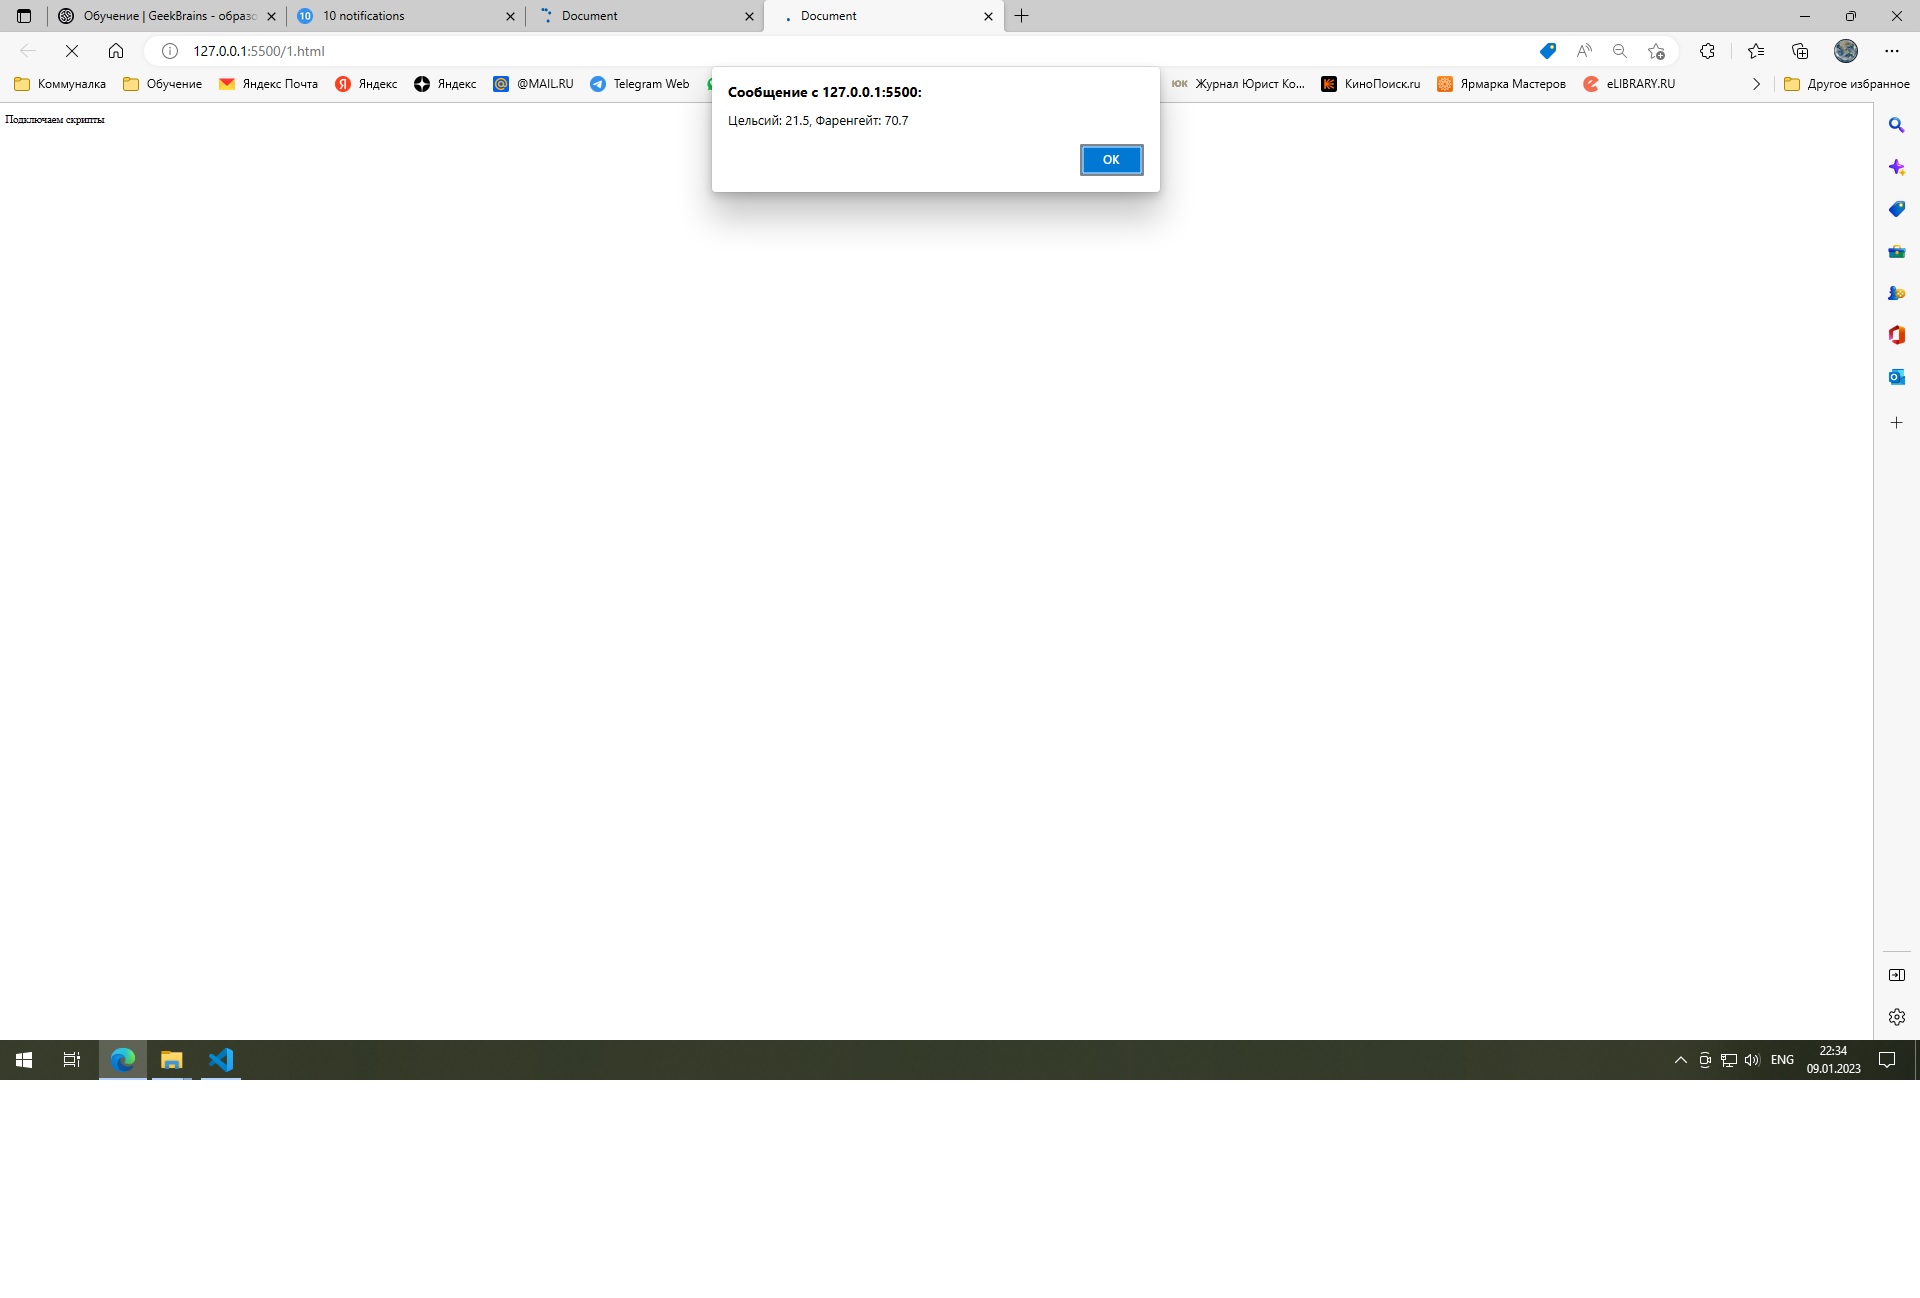 Обучение | GeekBrains - образо
10
10 notifications
Document
Document
127.0.0.1:5500/1.html
Коммуналка
Обучение
Яндекс Почта
Яндекс
Яндекс
@MAIL.RU
Telegram Web
ЮК
Журнал Юрист Ко...
КиноПоиск.ru
Ярмарка Мастеров
eLIBRARY.RU
Другое избранное
Сообщение с 127.0.0.1:5500:
Цельсий: 21.5, Фаренгейт: 70.7
OK
Подключаем скрипты
ENG
22:34
09.01.2023